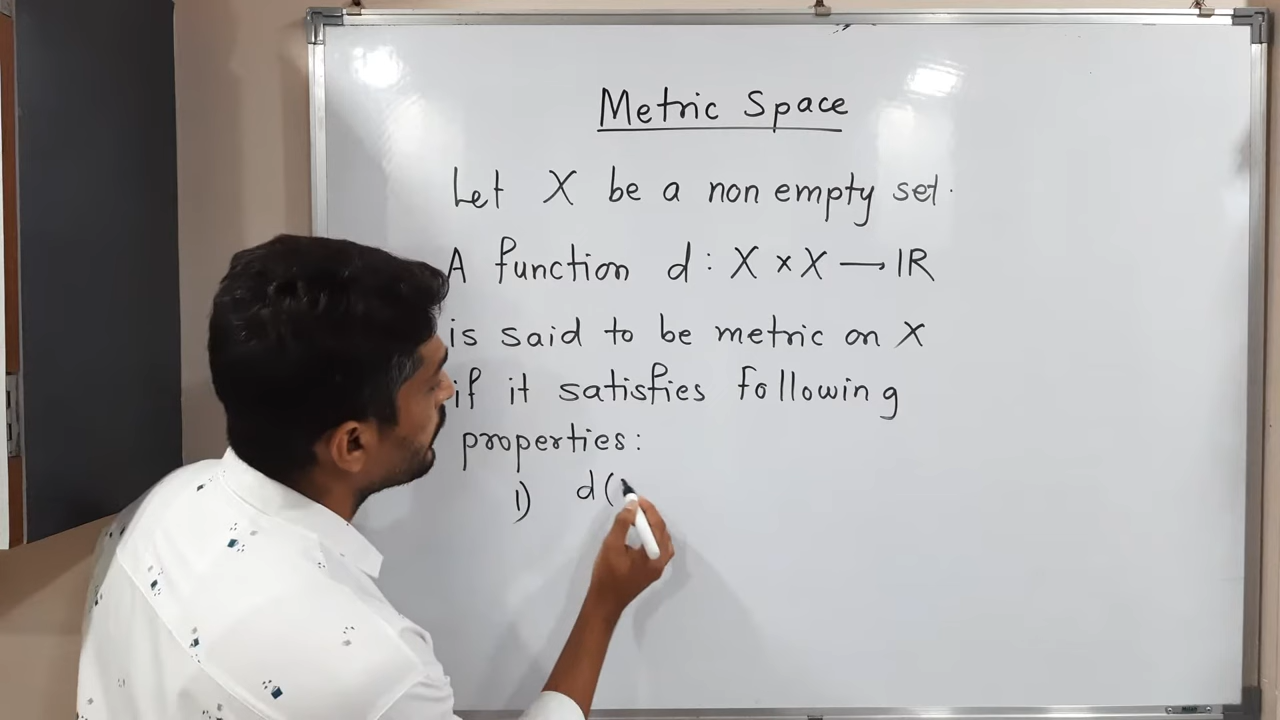 Metric Space
Let X be a non empty set.
A function d : X × X → IR
is said to be metric on X
if it satisfies following
properties:
1) d(